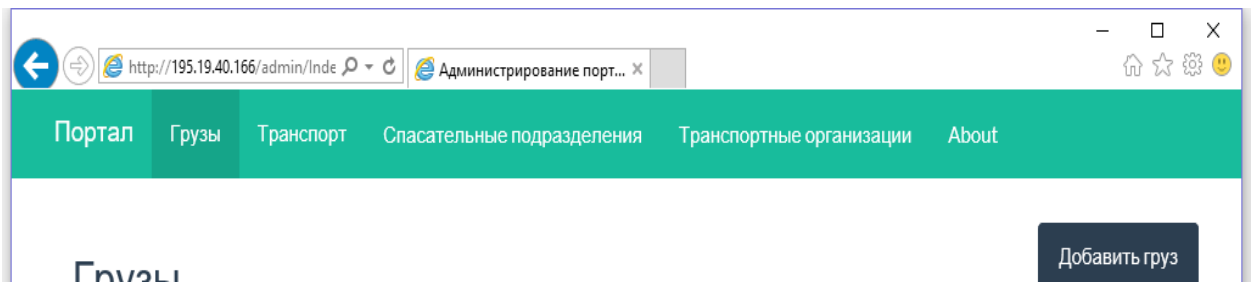 http://195.19.40.166/admin/Inde
Администрирование порт...
Портал Грузы Транспорт Спасательные подразделения Транспортные организации About
Добавить груз
Грузы